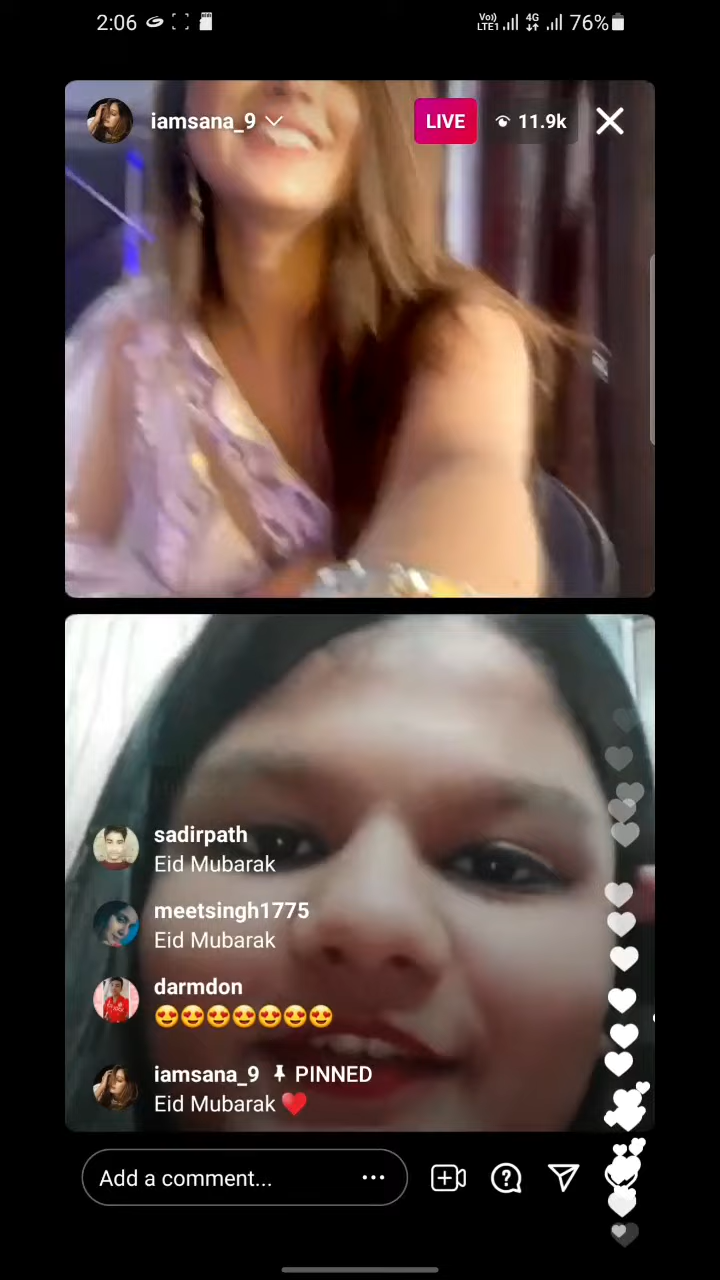 2:06
Vo) LTE1 4G 76%
iamsana_9 LIVE 11.9k
sadirpath
Eid Mubarak
meetsingh1775
Eid Mubarak
darmdon
😍😍😍😍😍😍😍
iamsana_9 PINNED
Eid Mubarak ❤️
Add a comment...